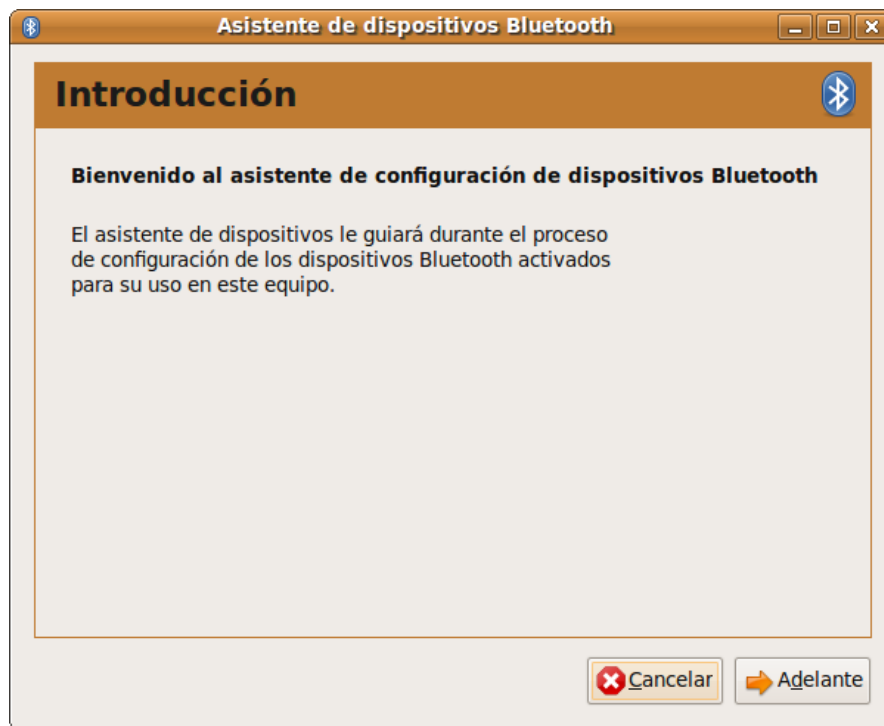 Asistente de dispositivos Bluetooth
Introducción
Bienvenido al asistente de configuración de dispositivos Bluetooth
El asistente de dispositivos le guiará durante el proceso
de configuración de los dispositivos Bluetooth activados
para su uso en este equipo.
Cancelar
Adelante